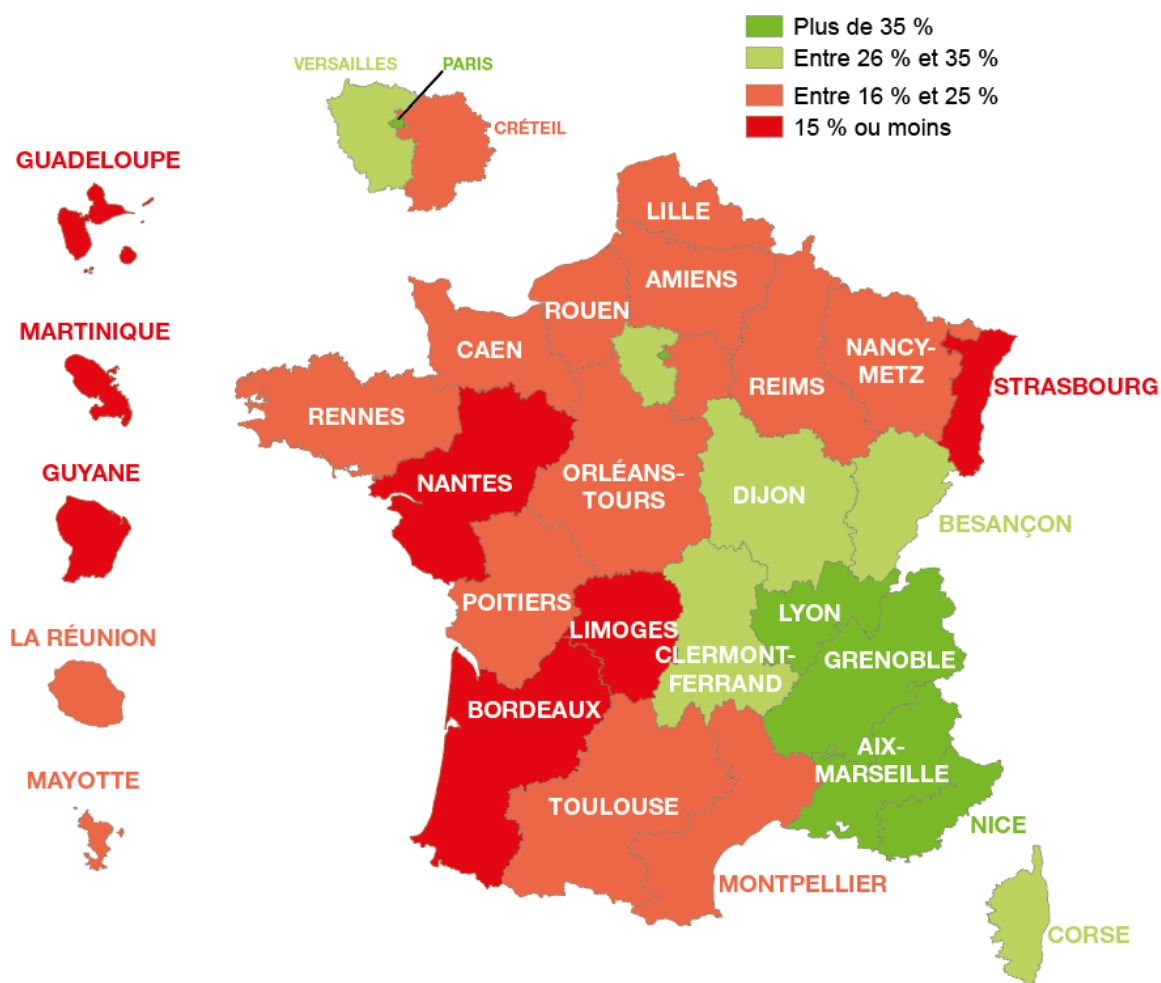 Plus de 35 %
Entre 26 % et 35 %
Entre 16 % et 25 %
15 % ou moins
VERSAILLES
PARIS
CRÉTEIL
GUADELOUPE
MARTINIQUE
GUYANE
LA RÉUNION
MAYOTTE
LILLE
AMIENS
ROUEN
CAEN
NANCY-
METZ
REIMS
STRASBOURG
RENNES
NANTES
ORLÉANS-
TOURS
DIJON
BESANÇON
POITIERS
LIMOGES
LYON
CLERMONT-
FERRAND
GRENOBLE
BORDEAUX
AIX-
MARSEILLE
TOULOUSE
NICE
MONTPELLIER
CORSE